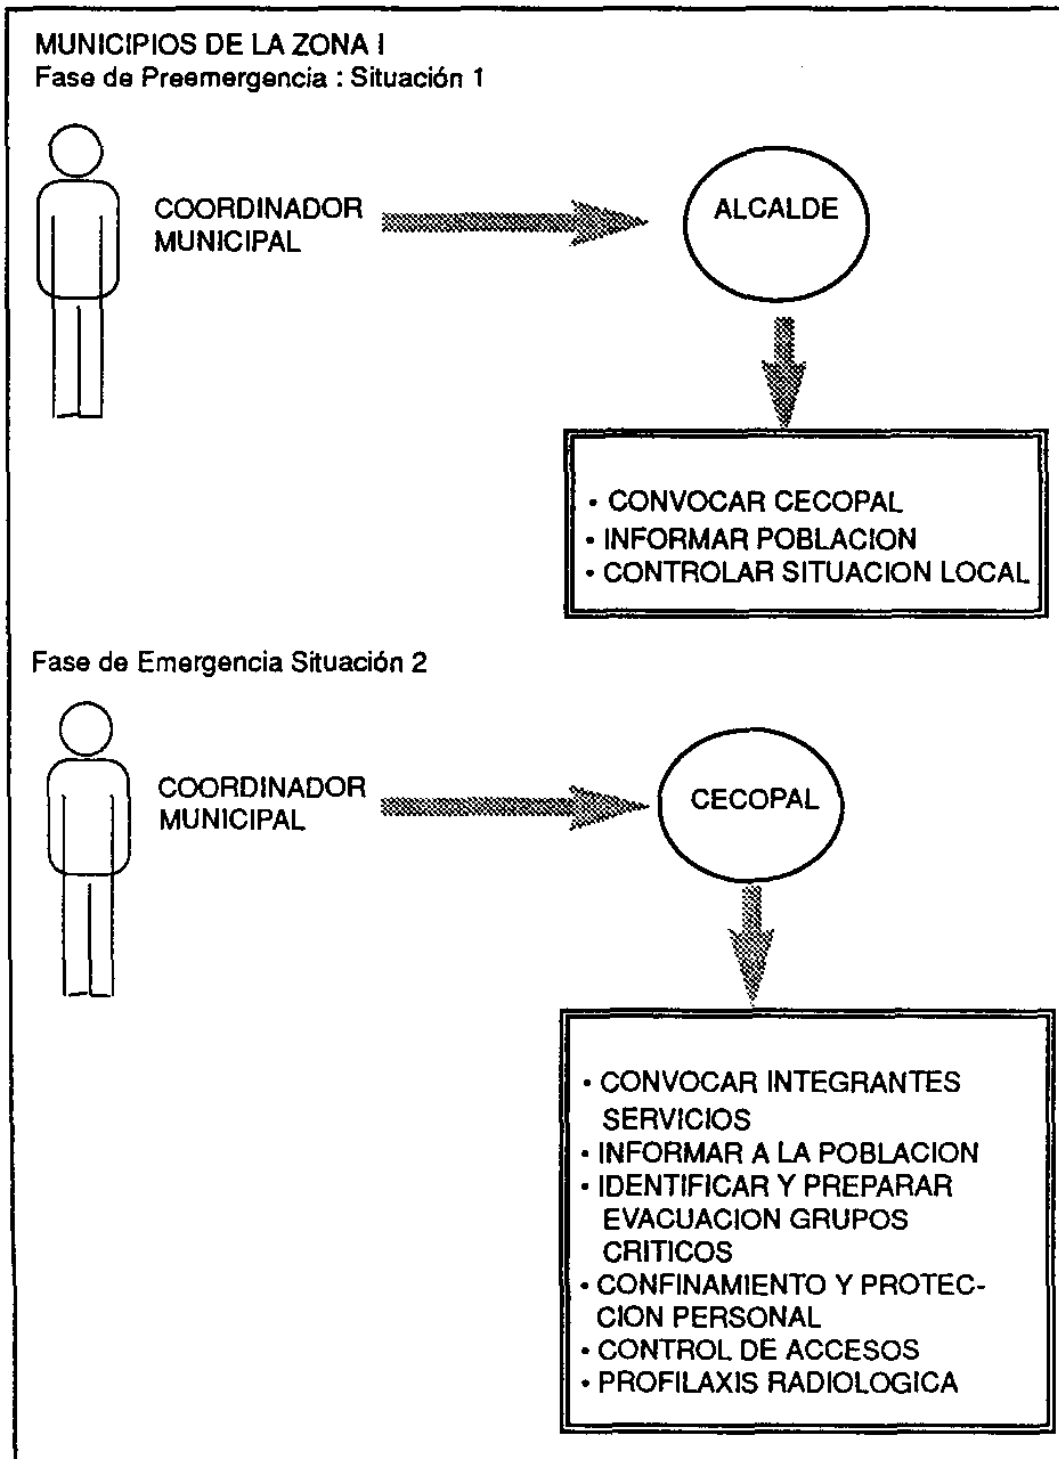 MUNICIPIOS DE LA ZONA I
Fase de Preemergencia : Situación 1
COORDINADOR
MUNICIPAL
ALCALDE
• CONVOCAR CECOPAL
• INFORMAR POBLACION
• CONTROLAR SITUACION LOCAL
Fase de Emergencia Situación 2
COORDINADOR
MUNICIPAL
CECOPAL
• CONVOCAR INTEGRANTES
SERVICIOS
• INFORMAR A LA POBLACION
• IDENTIFICAR Y PREPARAR
EVACUACION GRUPOS
CRITICOS
• CONFINAMIENTO Y PROTEC-
CION PERSONAL
• CONTROL DE ACCESOS
• PROFILAXIS RADIOLOGICA